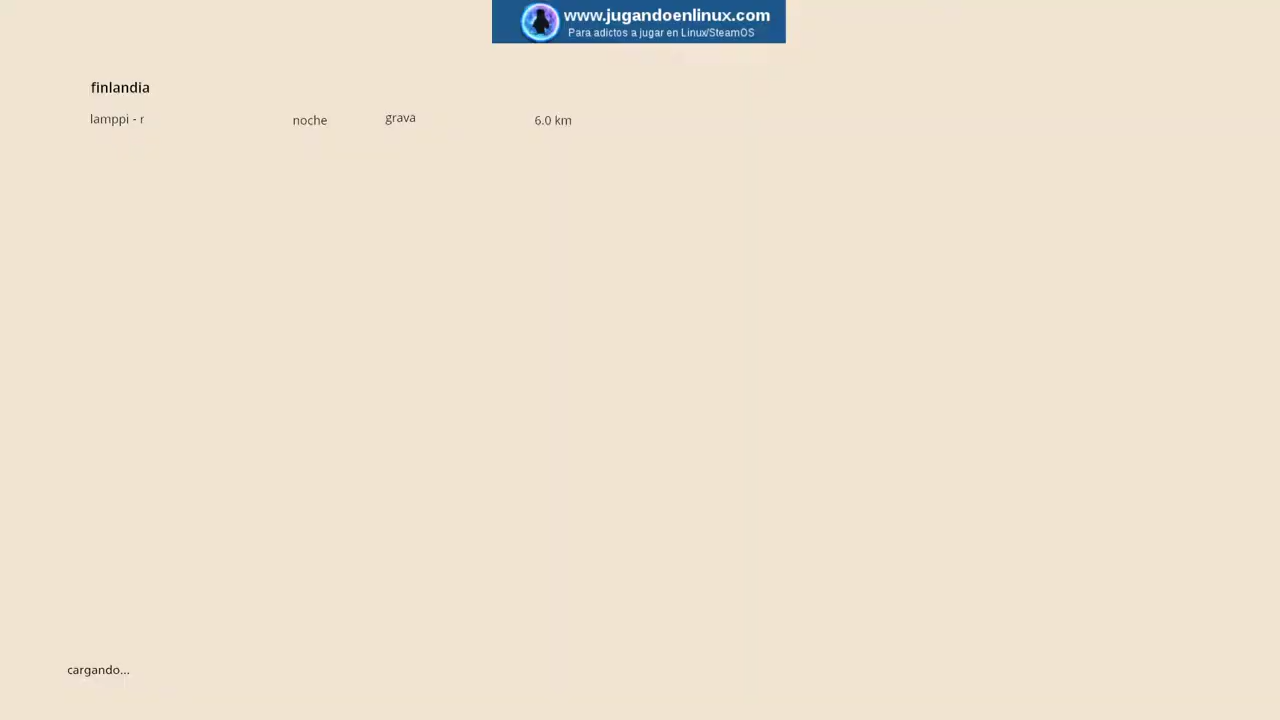 www.jugandoenlinux.com
Para adictos a jugar en Linux/SteamOS
finlandia
lamppi - r noche grava 6.0 km
cargando...